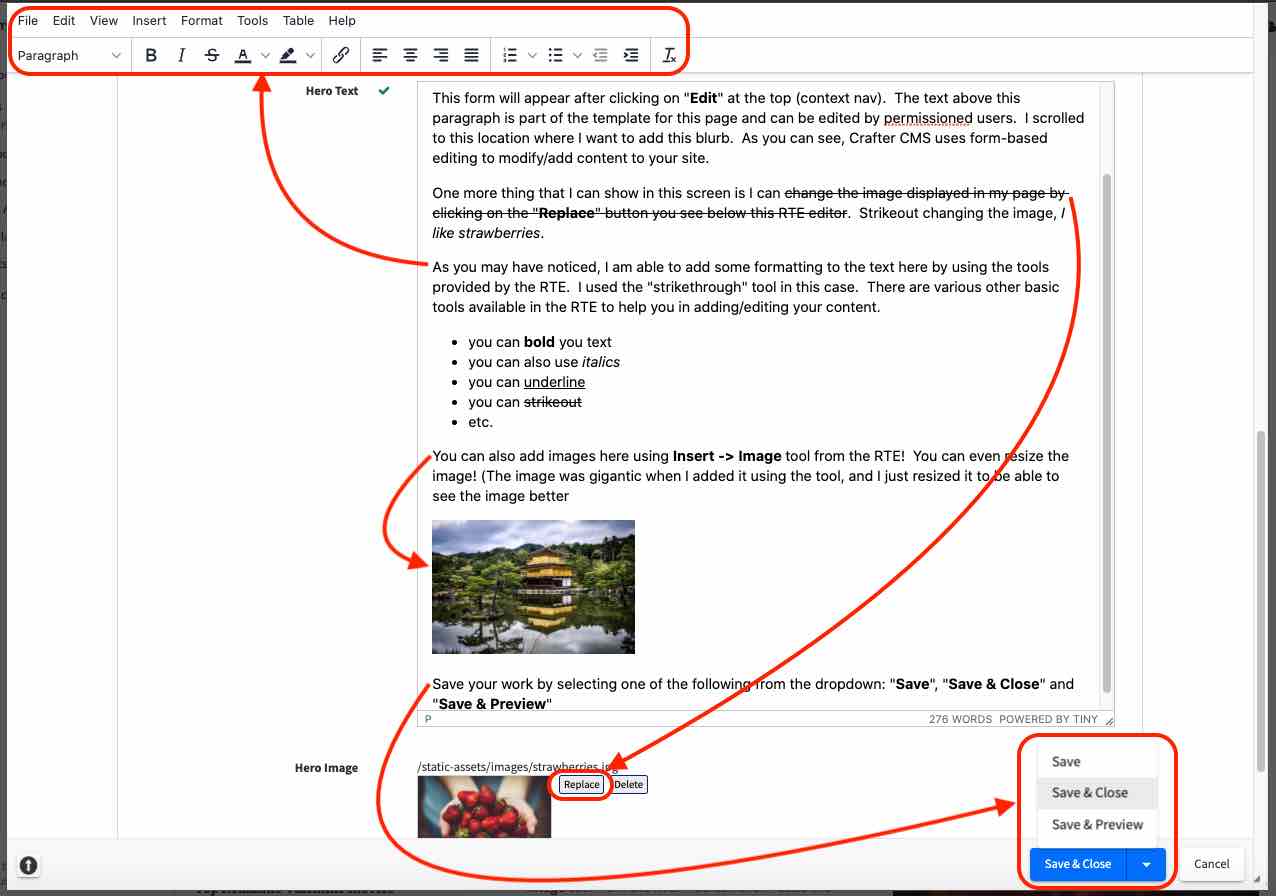 File Edit View Insert Format Tools Table Help
Paragraph B I S A
Hero Text
This form will appear after clicking on "Edit" at the top (context nav).  The text above this
paragraph is part of the template for this page and can be edited by permissioned users.  I scrolled
to this location where I want to add this blurb.  As you can see, Crafter CMS uses form-based
editing to modify/add content to your site.
One more thing that I can show in this screen is I can change the image displayed in my page by
clicking on the "Replace" button you see below this RTE editor.  Strikeout changing the image, I
like strawberries.
As you may have noticed, I am able to add some formatting to the text here by using the tools
provided by the RTE.  I used the "strikethrough" tool in this case.  There are various other basic
tools available in the RTE to help you in adding/editing your content.
• you can bold you text
• you can also use italics
• you can underline
• you can strikeout
• etc.
You can also add images here using Insert -> Image tool from the RTE!  You can even resize the
image! (The image was gigantic when I added it using the tool, and I just resized it to be able to
see the image better
Save your work by selecting one of the following from the dropdown: "Save", "Save & Close" and
"Save & Preview"
P 276 WORDS POWERED BY TINY
Hero Image
/static-assets/images/strawberries.jpg
Replace Delete
Save
Save & Close
Save & Preview
Save & Close Cancel